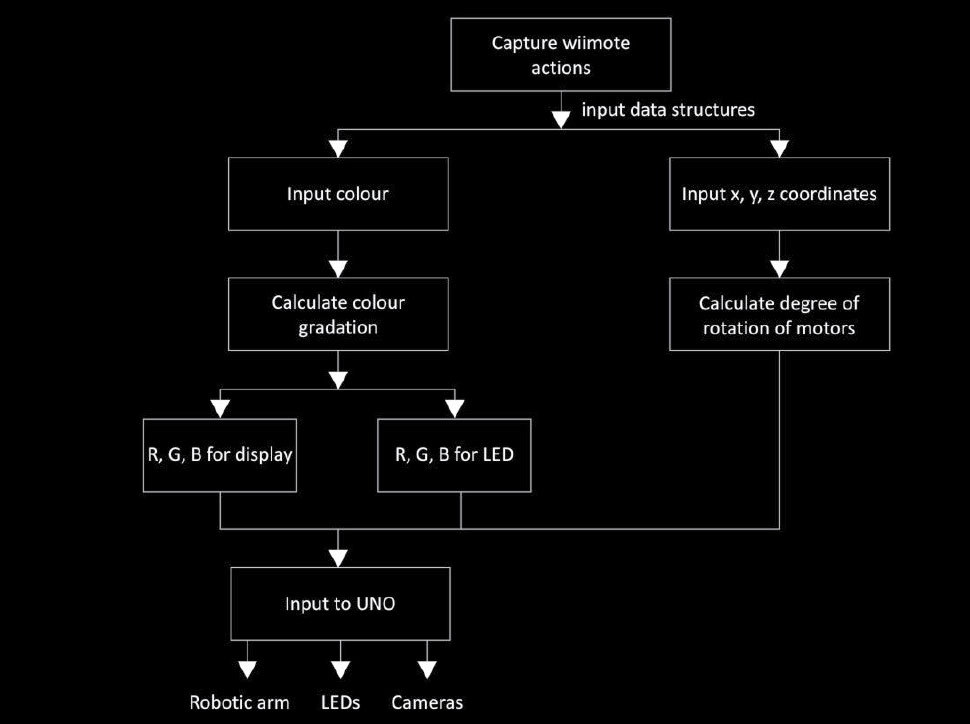 Capture wiimote
actions
input data structures
Input colour
Input x, y, z coordinates
Calculate colour
gradation
Calculate degree of
rotation of motors
R, G, B for display
R, G, B for LED
Input to UNO
Robotic arm
LEDs
Cameras